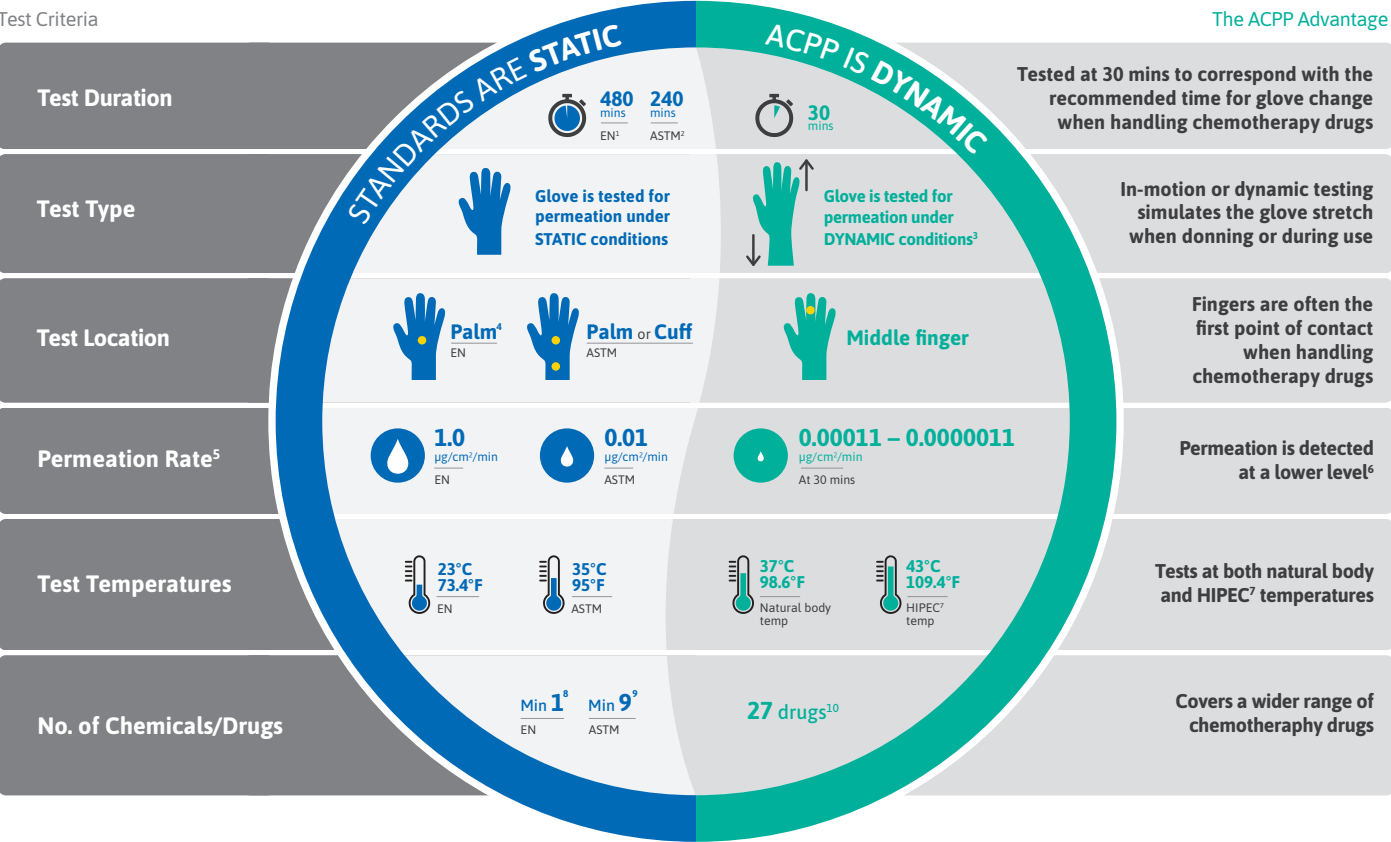 Test Criteria
The ACPP Advantage
STANDARDS ARE STATIC
ACPP IS DYNAMIC
Test Duration
480
mins
EN¹
240
mins
ASTM²
30
mins
Tested at 30 mins to correspond with the
recommended time for glove change
when handling chemotherapy drugs
Test Type
Glove is tested for
permeation under
STATIC conditions
Glove is tested for
permeation under
DYNAMIC conditions³
In-motion or dynamic testing
simulates the glove stretch
when donning or during use
Test Location
Palm⁴
EN
Palm or Cuff
ASTM
Middle finger
Fingers are often the
first point of contact
when handling
chemotherapy drugs
Permeation Rate⁵
1.0
µg/cm²/min
EN
0.01
µg/cm²/min
ASTM
0.00011 – 0.0000011
µg/cm²/min
At 30 mins
Permeation is detected
at a lower level⁶
Test Temperatures
23°C
73.4°F
EN
35°C
95°F
ASTM
37°C
98.6°F
Natural body
temp
43°C
109.4°F
HIPEC⁷
temp
Tests at both natural body
and HIPEC⁷ temperatures
No. of Chemicals/Drugs
Min 1⁸
EN
Min 9⁹
ASTM
27 drugs¹⁰
Covers a wider range of
chemotheraphy drugs